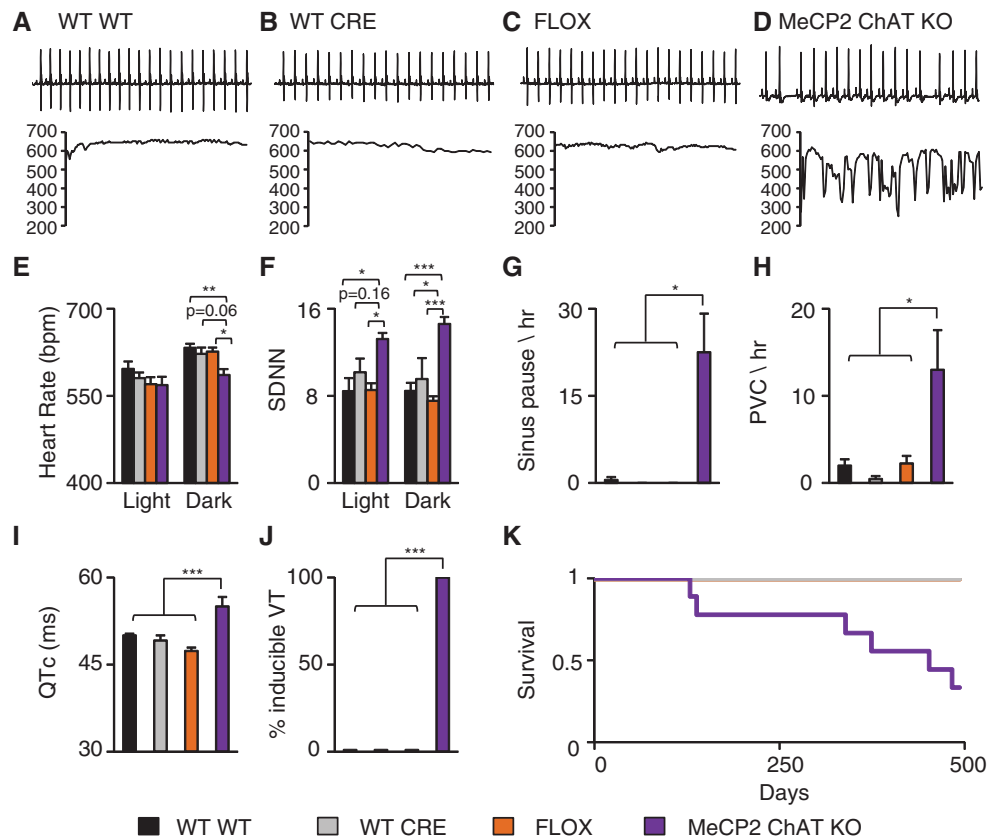 A WT WT
B WT CRE
C FLOX
D MeCP2 ChAT KO
700
600
500
400
300
200
700
600
500
400
300
200
700
600
500
400
300
200
700
600
500
400
300
200
E
Heart Rate (bpm)
700
550
400
**
p=0.06
*
Light Dark
F
SDNN
16
8
0
*
p=0.16
*
***
*
***
Light Dark
G
Sinus pause \ hr
30
15
0
*
H
PVC \ hr
20
10
0
*
I
QTc (ms)
60
45
30
***
J
% inducible VT
100
50
0
***
K
Survival
1
0.5
0
0 250 500
Days
WT WT WT CRE FLOX MeCP2 ChAT KO